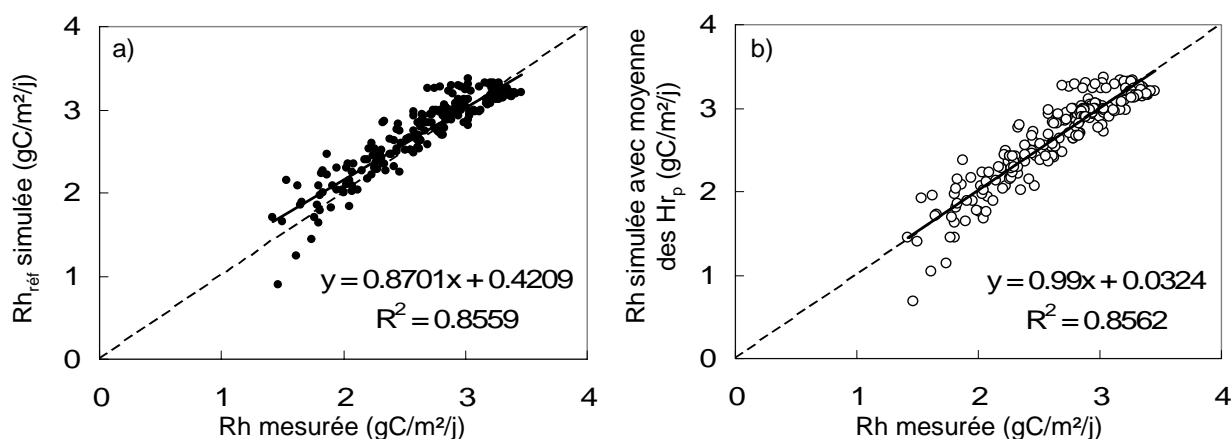 a)
Rh_réf simulée (gC/m²/j)
4
3
2
1
0
y = 0.8701x + 0.4209
R² = 0.8559
0 1 2 3 4
Rh mesurée (gC/m²/j)
b)
Rh simulée avec moyenne
des Hr_p (gC/m²/j)
4
3
2
1
0
y = 0.99x + 0.0324
R² = 0.8562
0 1 2 3 4
Rh mesurée (gC/m²/j)